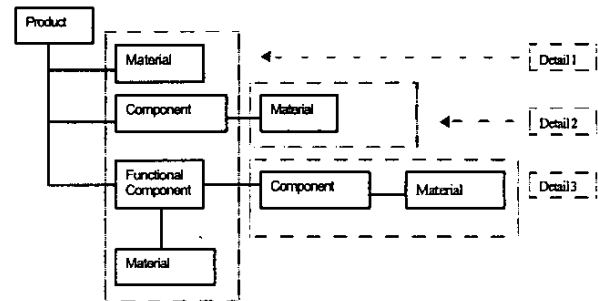 Product
Material
Detail 1
Component
Material
Detail 2
Functional
Component
Component
Material
Detail 3
Material